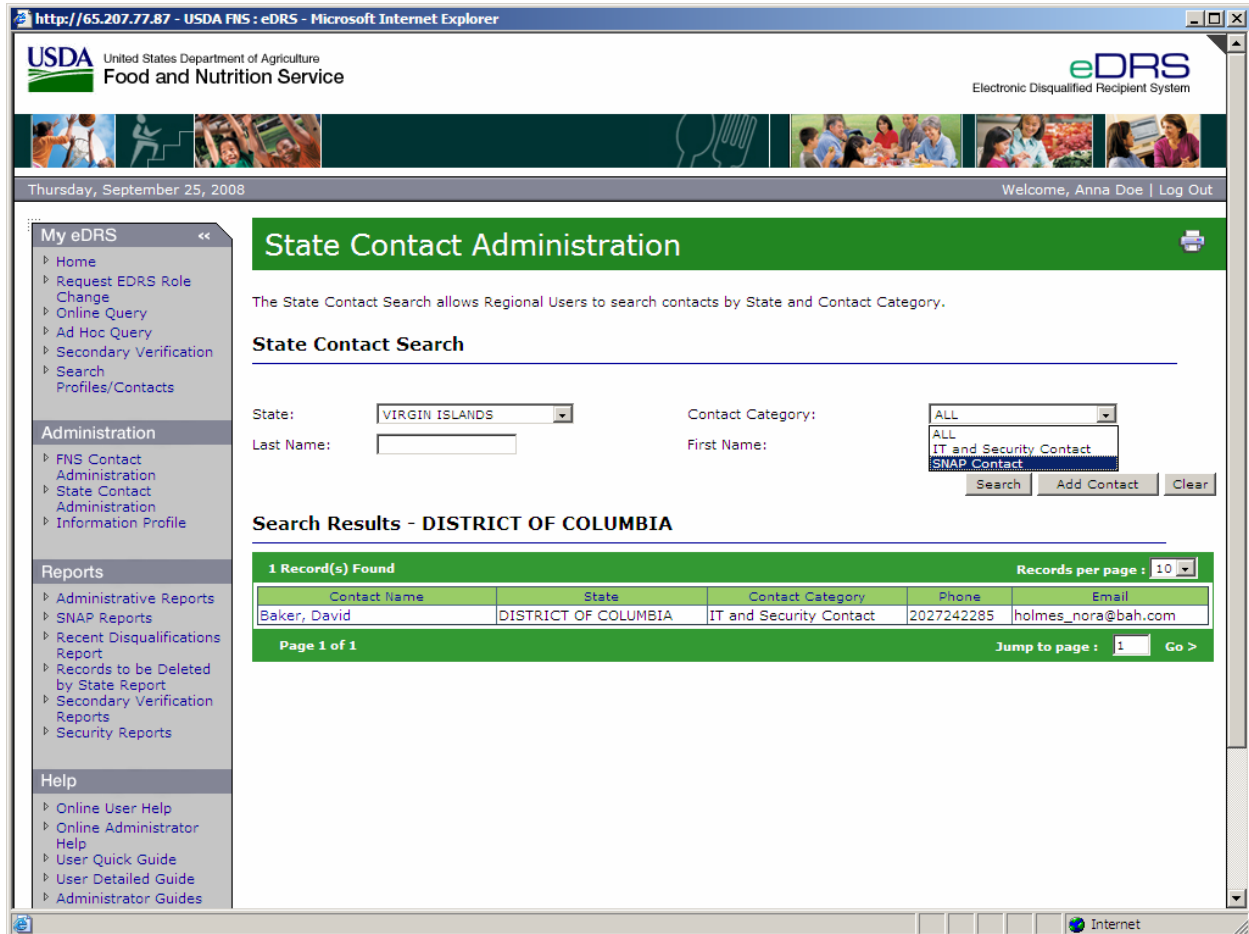 http://65.207.77.87 - USDA FNS : eDRS - Microsoft Internet Explorer
USDA United States Department of Agriculture
Food and Nutrition Service
eDRS
Electronic Disqualified Recipient System
Thursday, September 25, 2008 Welcome, Anna Doe | Log Out
My eDRS <<
Home
Request EDRS Role
Change
Online Query
Ad Hoc Query
Secondary Verification
Search
Profiles/Contacts
Administration
FNS Contact
Administration
State Contact
Administration
Information Profile
Reports
Administrative Reports
SNAP Reports
Recent Disqualifications
Report
Records to be Deleted
by State Report
Secondary Verification
Reports
Security Reports
Help
Online User Help
Online Administrator
Help
User Quick Guide
User Detailed Guide
Administrator Guides
State Contact Administration
The State Contact Search allows Regional Users to search contacts by State and Contact Category.
State Contact Search
State: VIRGIN ISLANDS Contact Category: ALL
ALL
IT and Security Contact
SNAP Contact
Last Name: First Name:
Search Add Contact Clear
Search Results - DISTRICT OF COLUMBIA
1 Record(s) Found Records per page : 10
Contact Name State Contact Category Phone Email
Baker, David DISTRICT OF COLUMBIA IT and Security Contact 2027242285 holmes_nora@bah.com
Page 1 of 1 Jump to page : 1 Go >
Internet